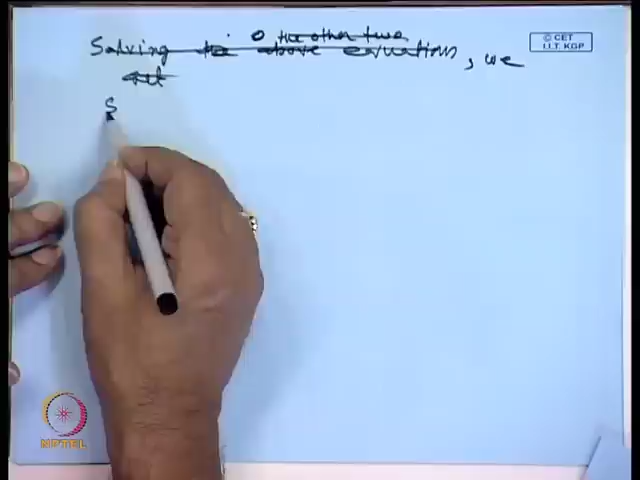 the other two
Solving the above equations, we
get
S
© CET
I.I.T. KGP
NPTEL